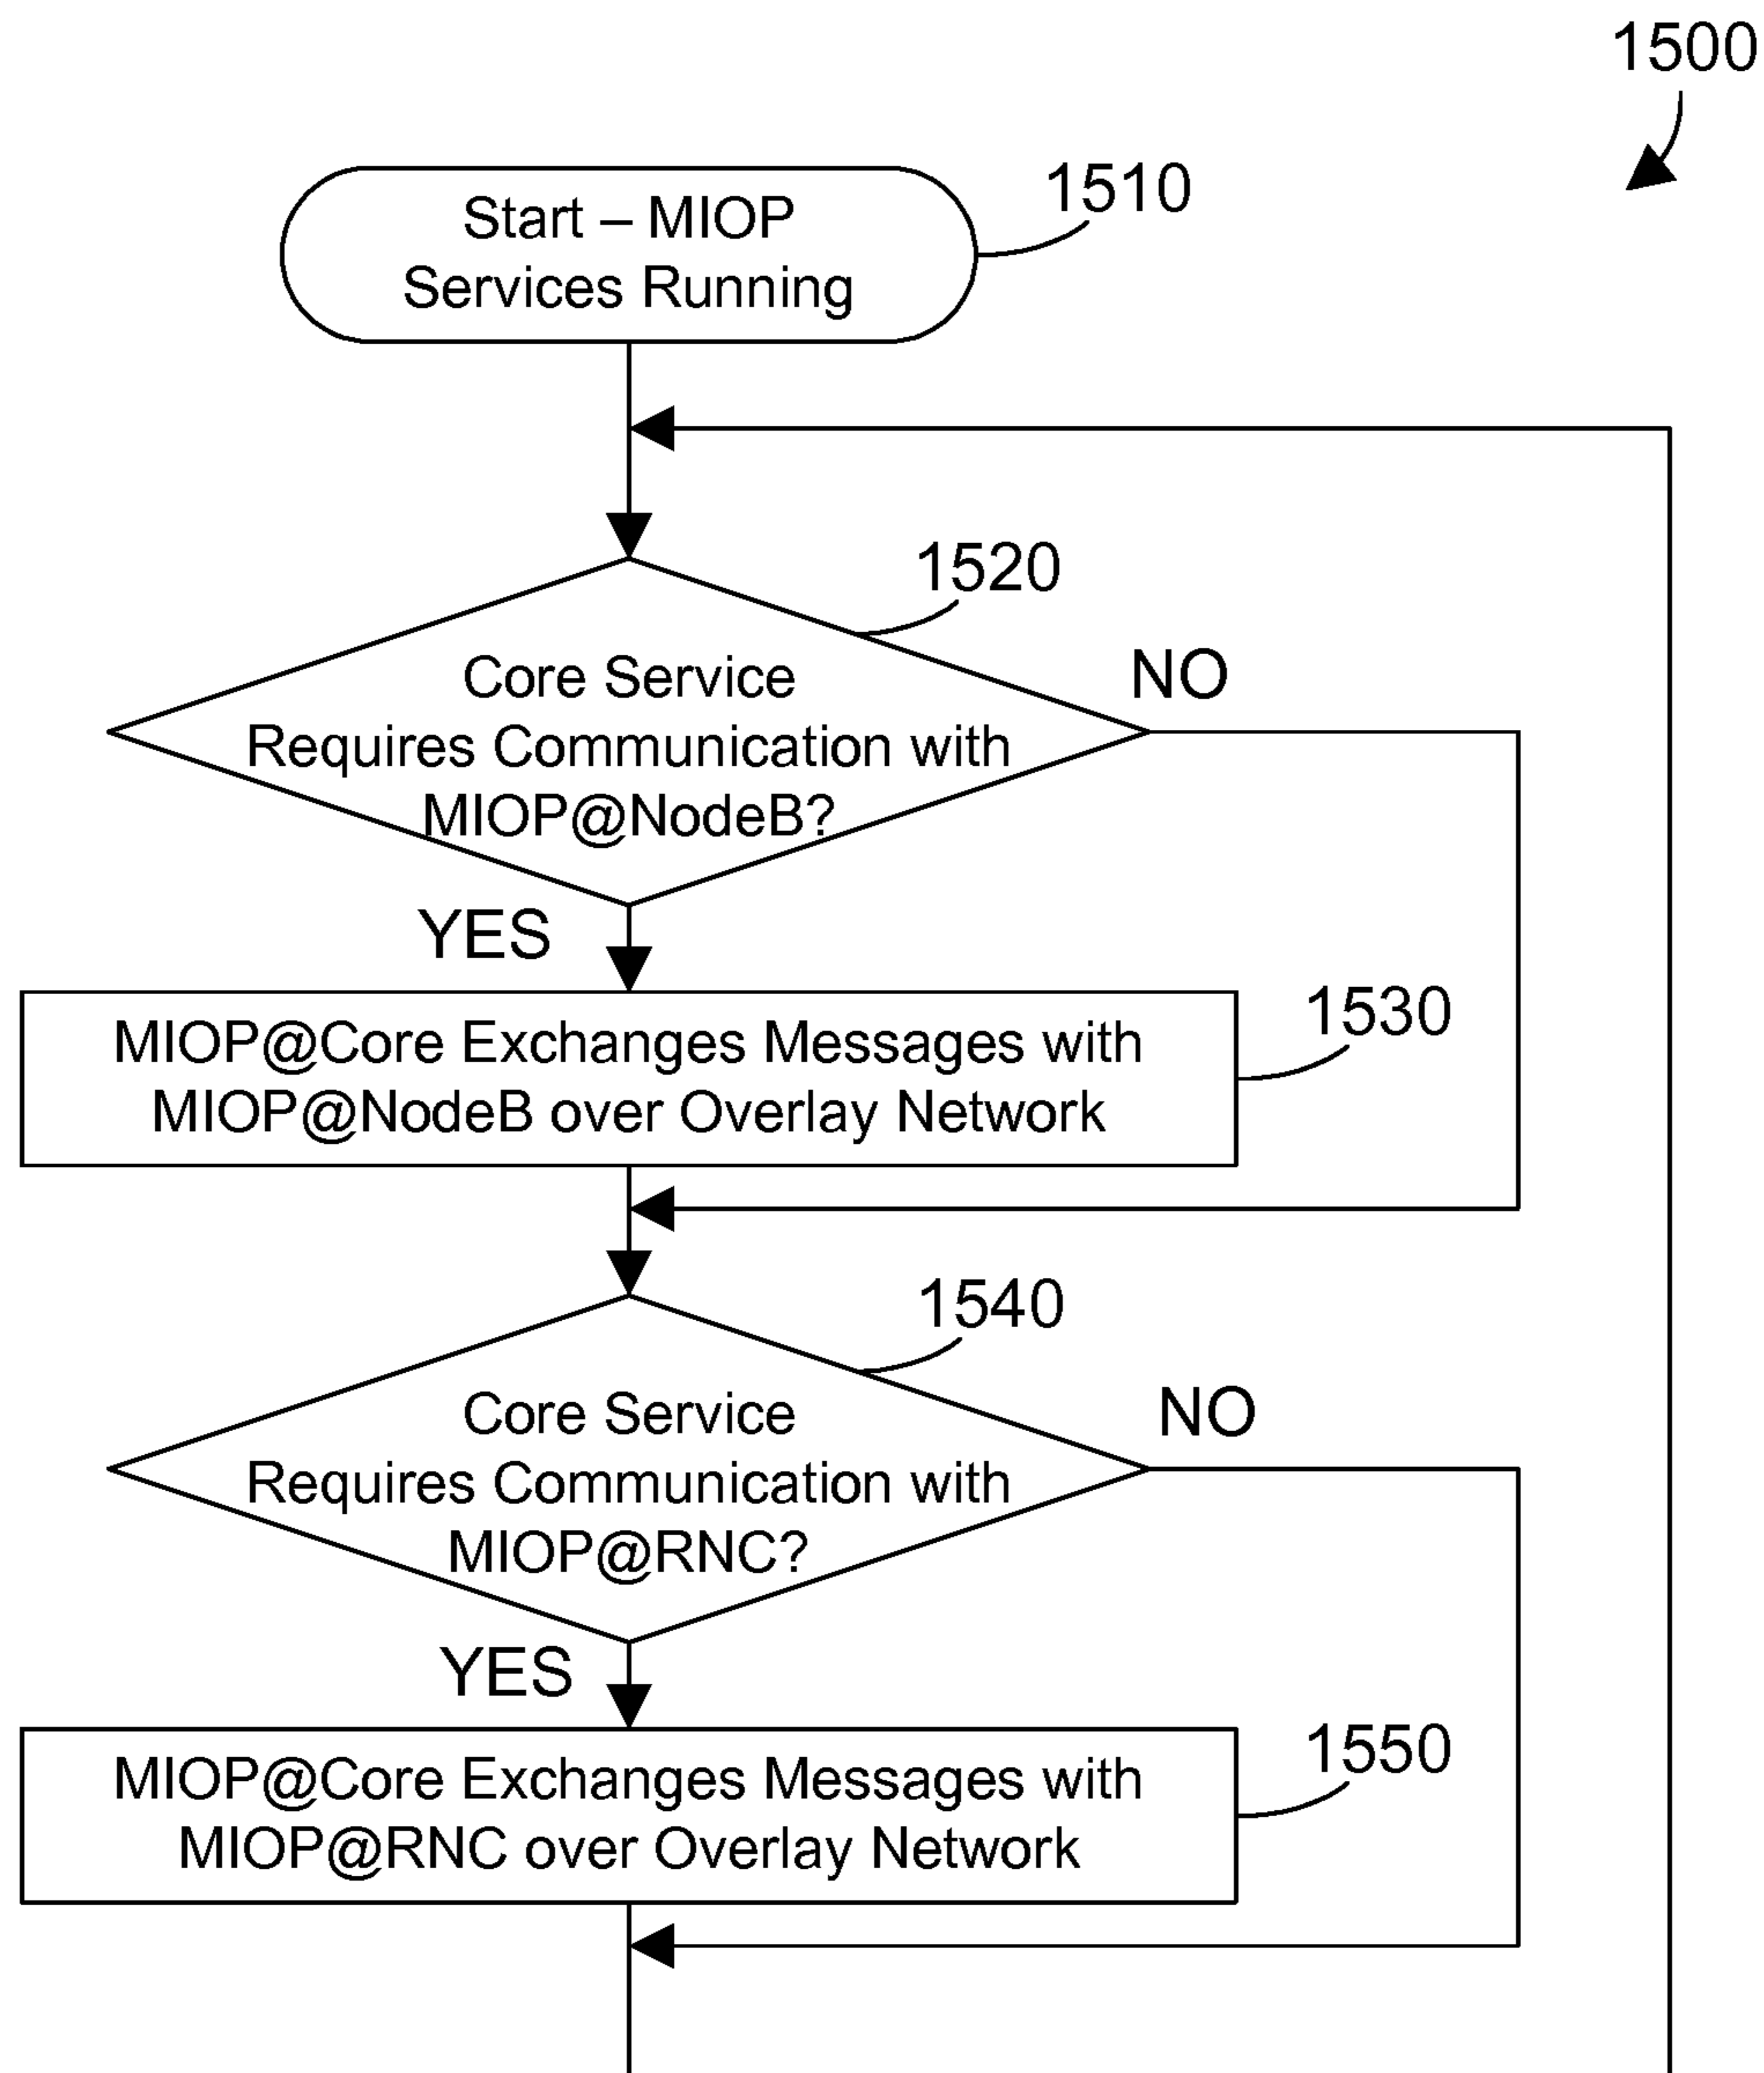 1500
Start – MIOP
Services Running
1510
1520
Core Service
Requires Communication with
MIOP@NodeB?
NO
YES
1530
MIOP@Core Exchanges Messages with
MIOP@NodeB over Overlay Network
1540
Core Service
Requires Communication with
MIOP@RNC?
NO
YES
1550
MIOP@Core Exchanges Messages with
MIOP@RNC over Overlay Network